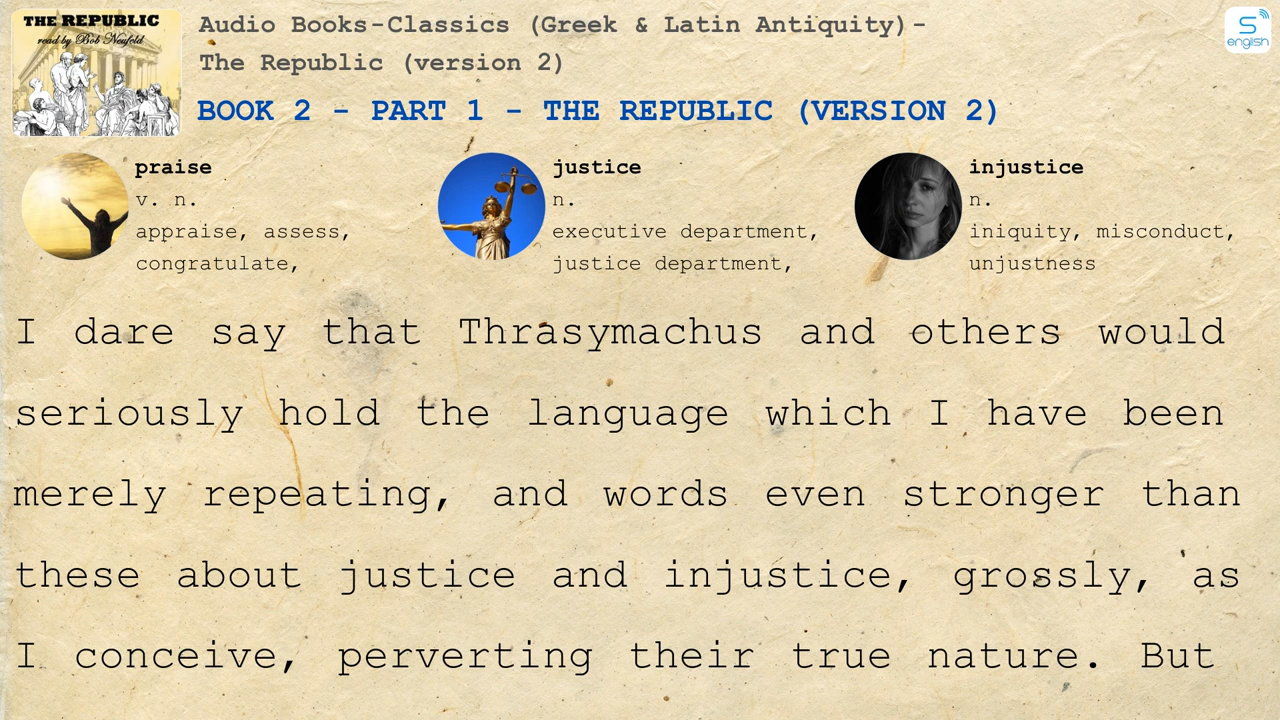 THE REPUBLIC
read by Bob Neufeld
Audio Books-Classics (Greek & Latin Antiquity)-
The Republic (version 2)
BOOK 2 - PART 1 - THE REPUBLIC (VERSION 2)
S
english
praise
v. n.
appraise, assess,
congratulate,
justice
n.
executive department,
justice department,
injustice
n.
iniquity, misconduct,
unjustness
I dare say that Thrasymachus and others would
seriously hold the language which I have been
merely repeating, and words even stronger than
these about justice and injustice, grossly, as
I conceive, perverting their true nature. But